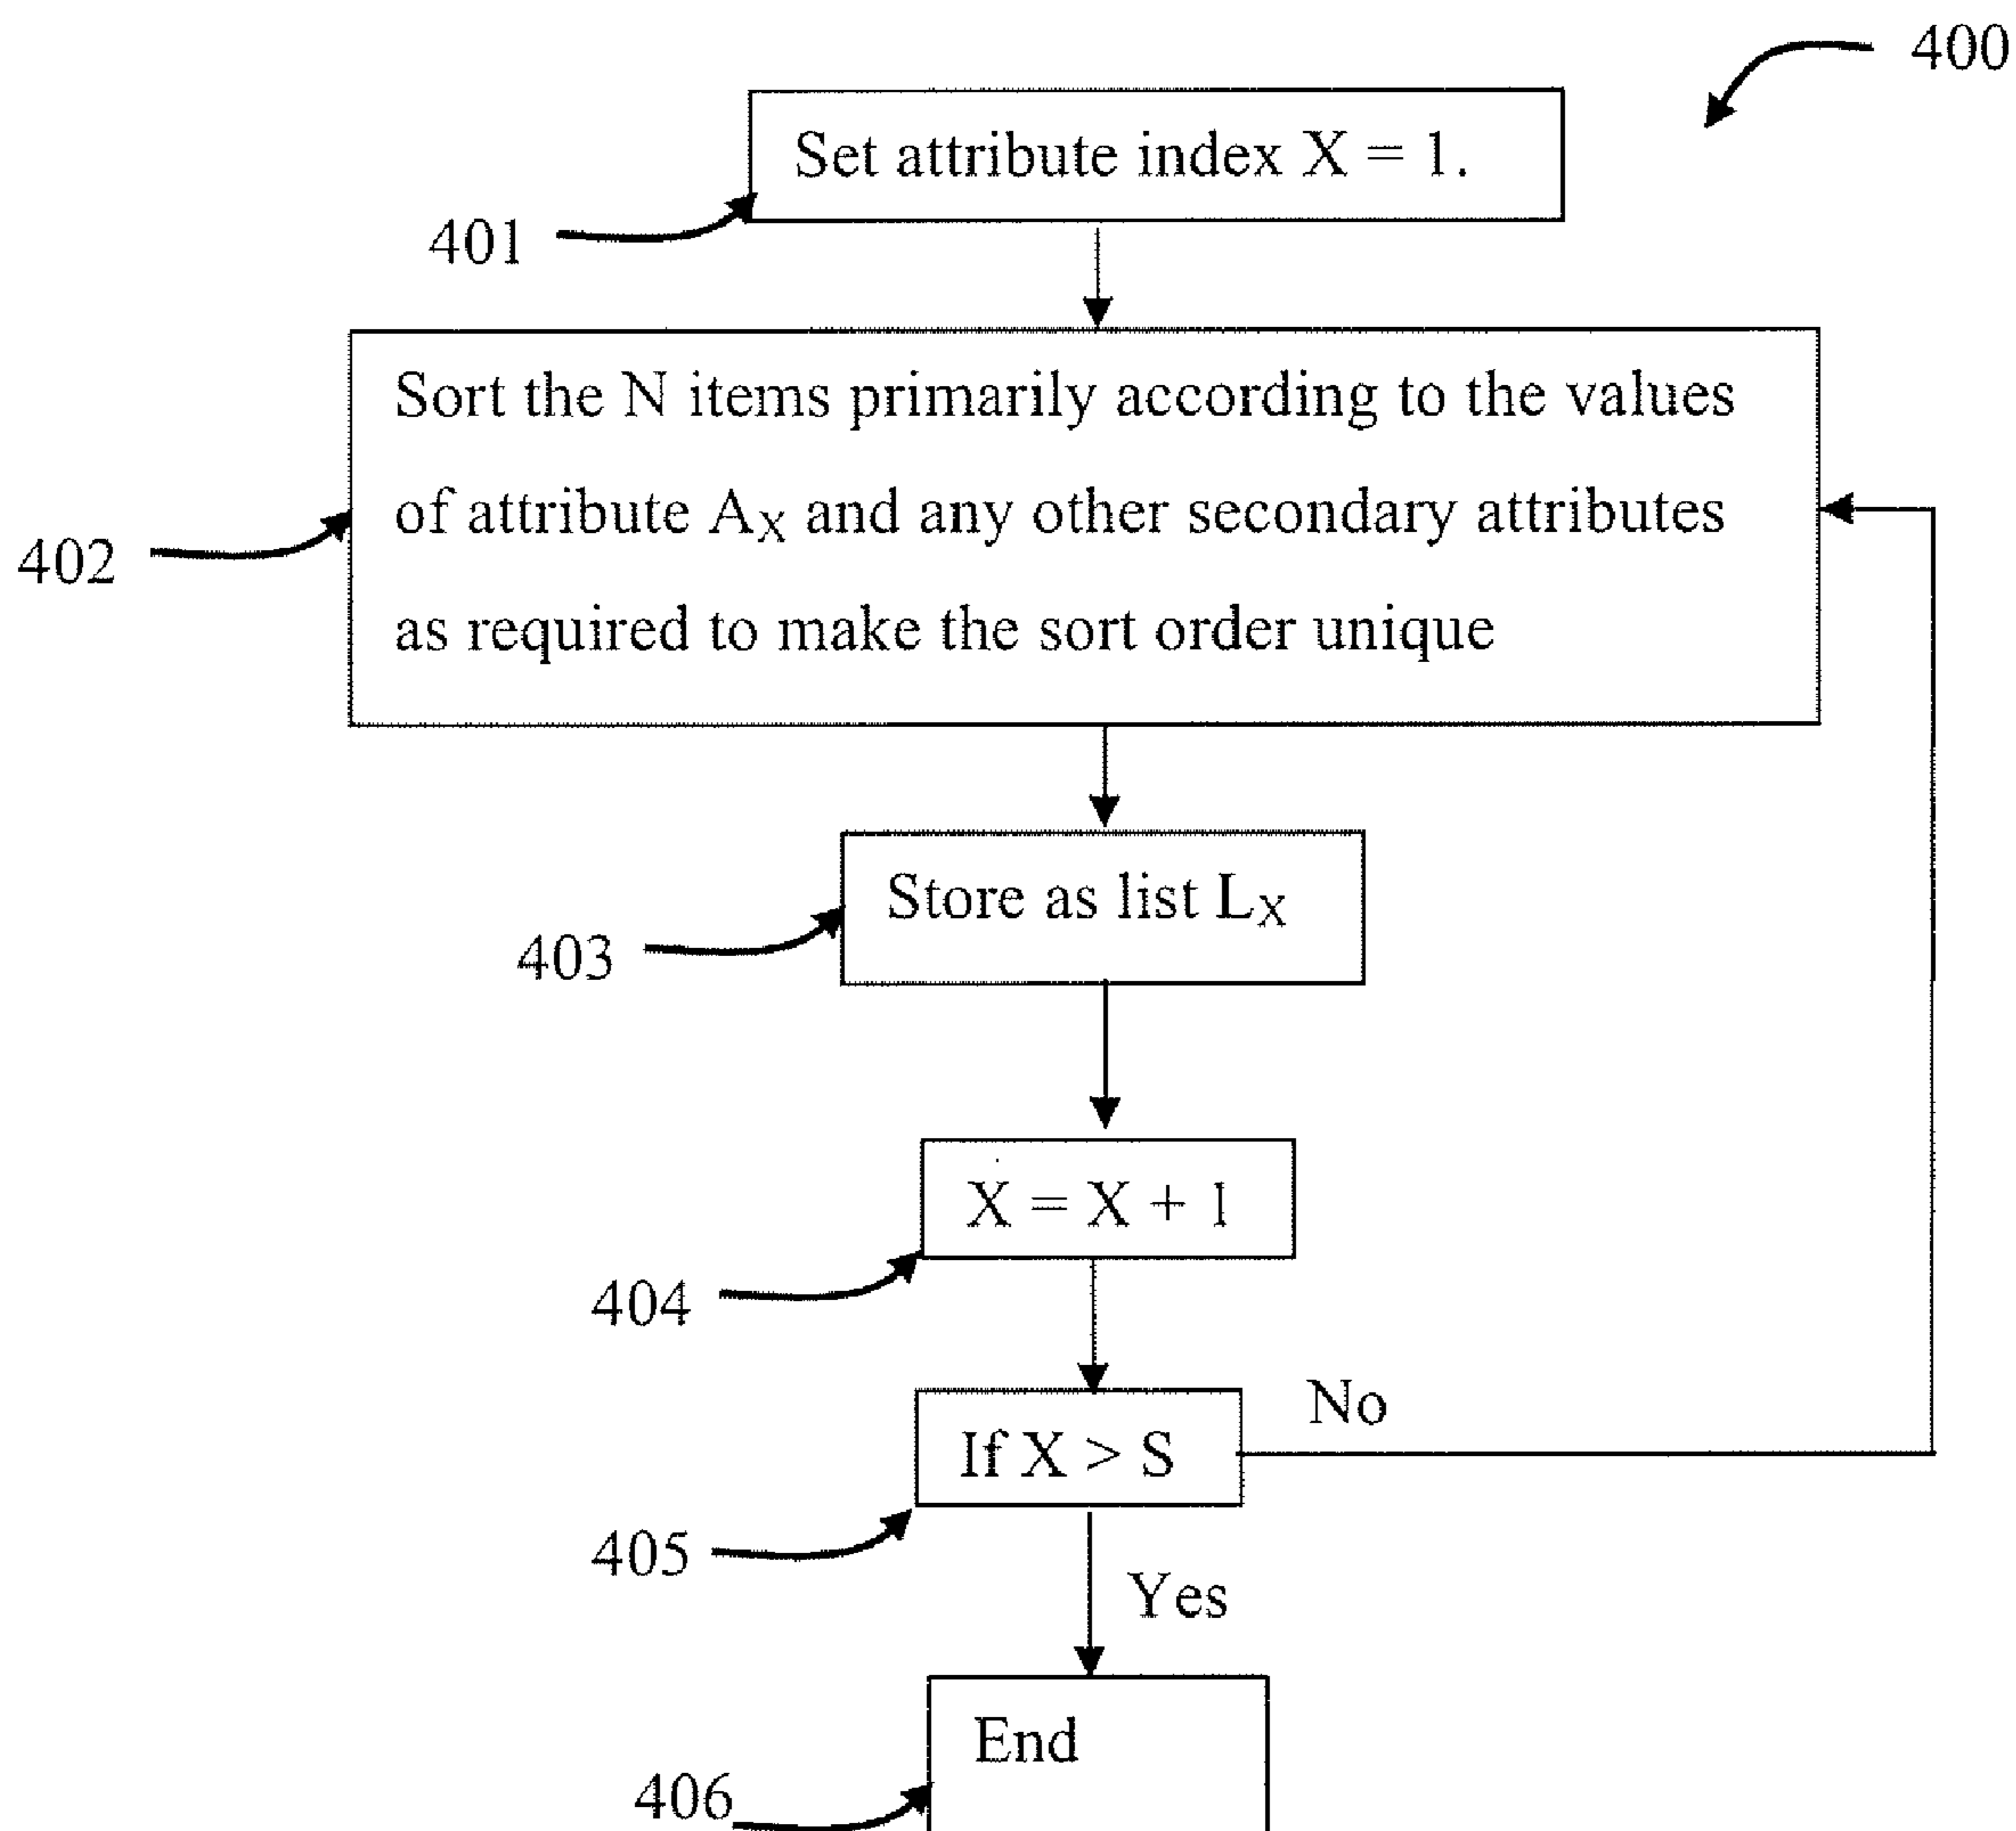 400
Set attribute index X = 1.
401
Sort the N items primarily according to the values
of attribute AX and any other secondary attributes
as required to make the sort order unique
402
Store as list LX
403
X = X + 1
404
If X > S
No
405
Yes
End
406